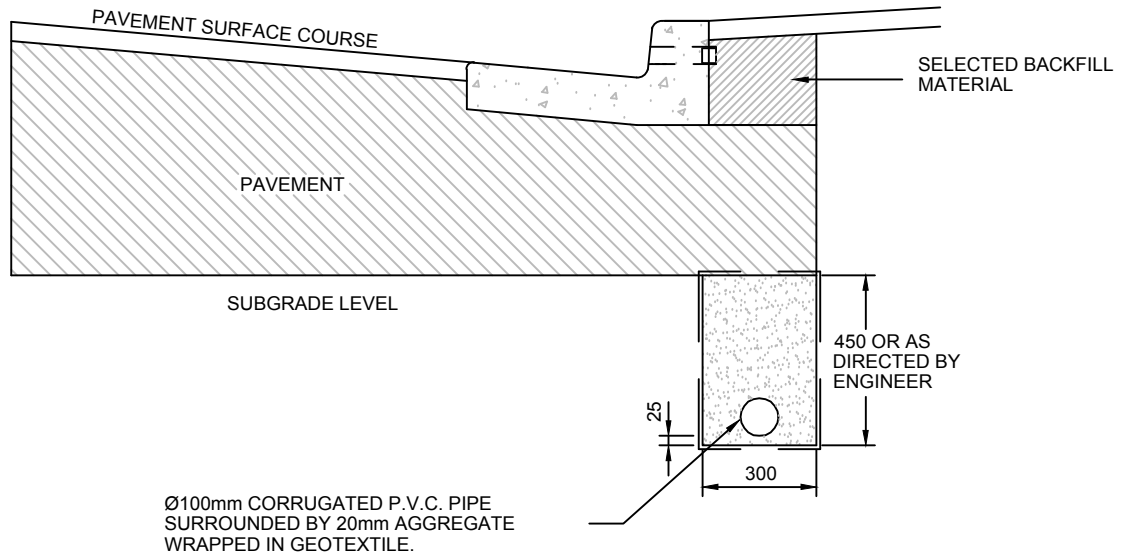 PAVEMENT SURFACE COURSE
SELECTED BACKFILL
MATERIAL
PAVEMENT
SUBGRADE LEVEL
450 OR AS
DIRECTED BY
ENGINEER
25
300
Ø100mm CORRUGATED P.V.C. PIPE
SURROUNDED BY 20mm AGGREGATE
WRAPPED IN GEOTEXTILE.